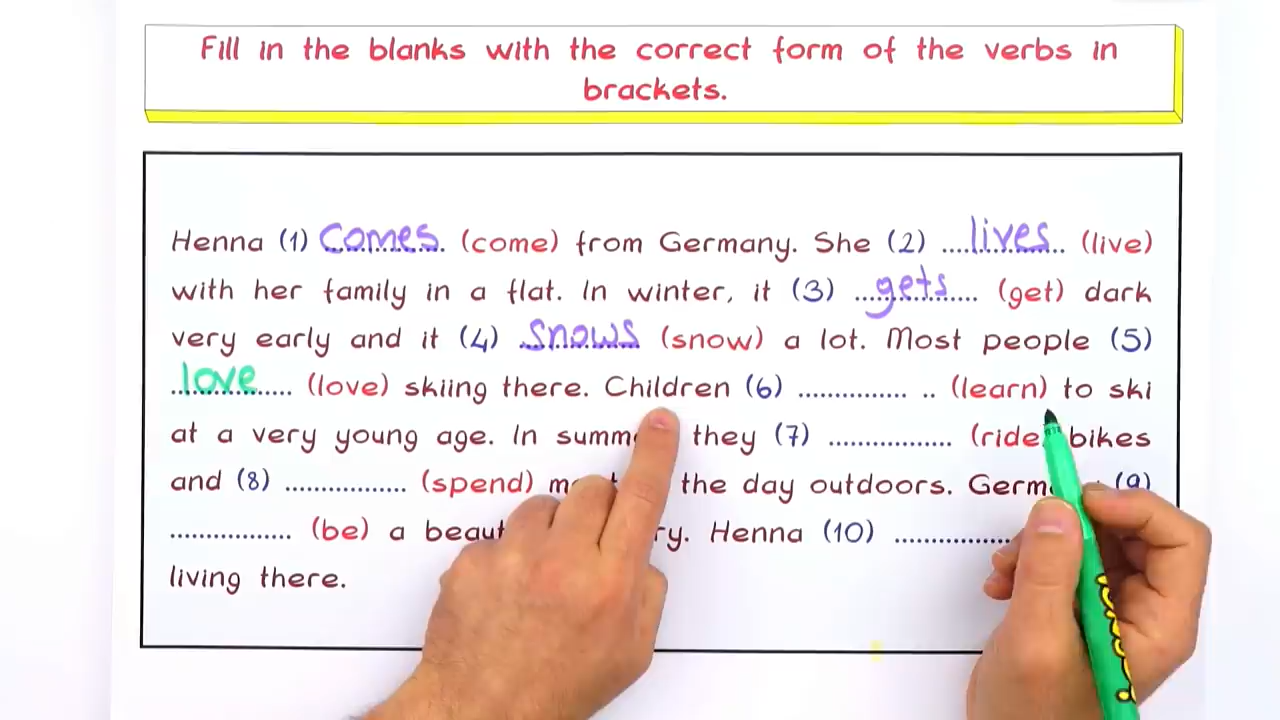 Fill in the blanks with the correct form of the verbs in
brackets.
Henna (1) comes (come) from Germany. She (2) lives (live)
with her family in a flat. In winter, it (3) gets (get) dark
very early and it (4) snows (snow) a lot. Most people (5)
love (love) skiing there. Children (6) ............... .. (learn) to ski
at a very young age. In they (7) ................. (ride) bikes
and (8) ................. (spend) the day outdoors. (9)
................. (be) a Henna (10) ................
living there.